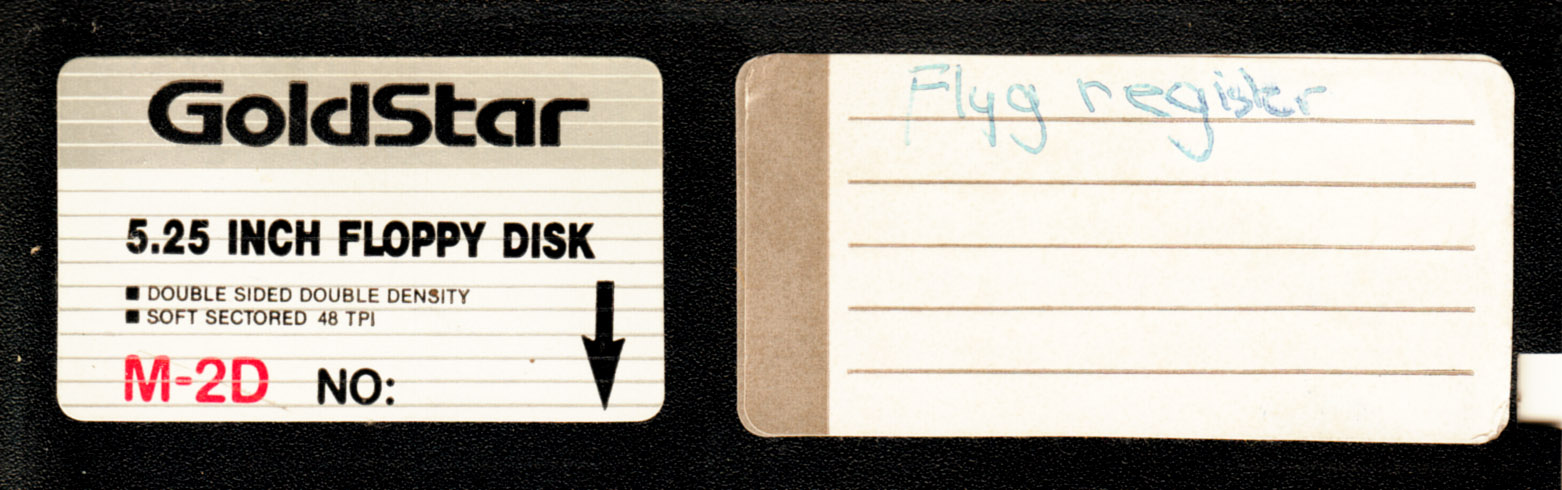 GoldStar
5.25 INCH FLOPPY DISK
■ DOUBLE SIDED DOUBLE DENSITY
■ SOFT SECTORED 48 TPI
M-2D NO:
Flyg register